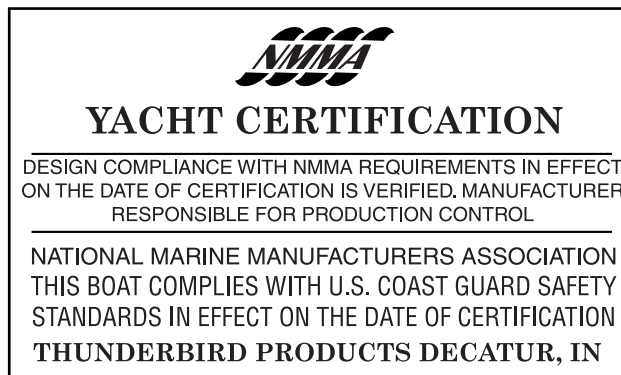 NMMA
YACHT CERTIFICATION
DESIGN COMPLIANCE WITH NMMA REQUIREMENTS IN EFFECT
ON THE DATE OF CERTIFICATION IS VERIFIED. MANUFACTURER
RESPONSIBLE FOR PRODUCTION CONTROL
NATIONAL MARINE MANUFACTURERS ASSOCIATION
THIS BOAT COMPLIES WITH U.S. COAST GUARD SAFETY
STANDARDS IN EFFECT ON THE DATE OF CERTIFICATION
THUNDERBIRD PRODUCTS DECATUR, IN